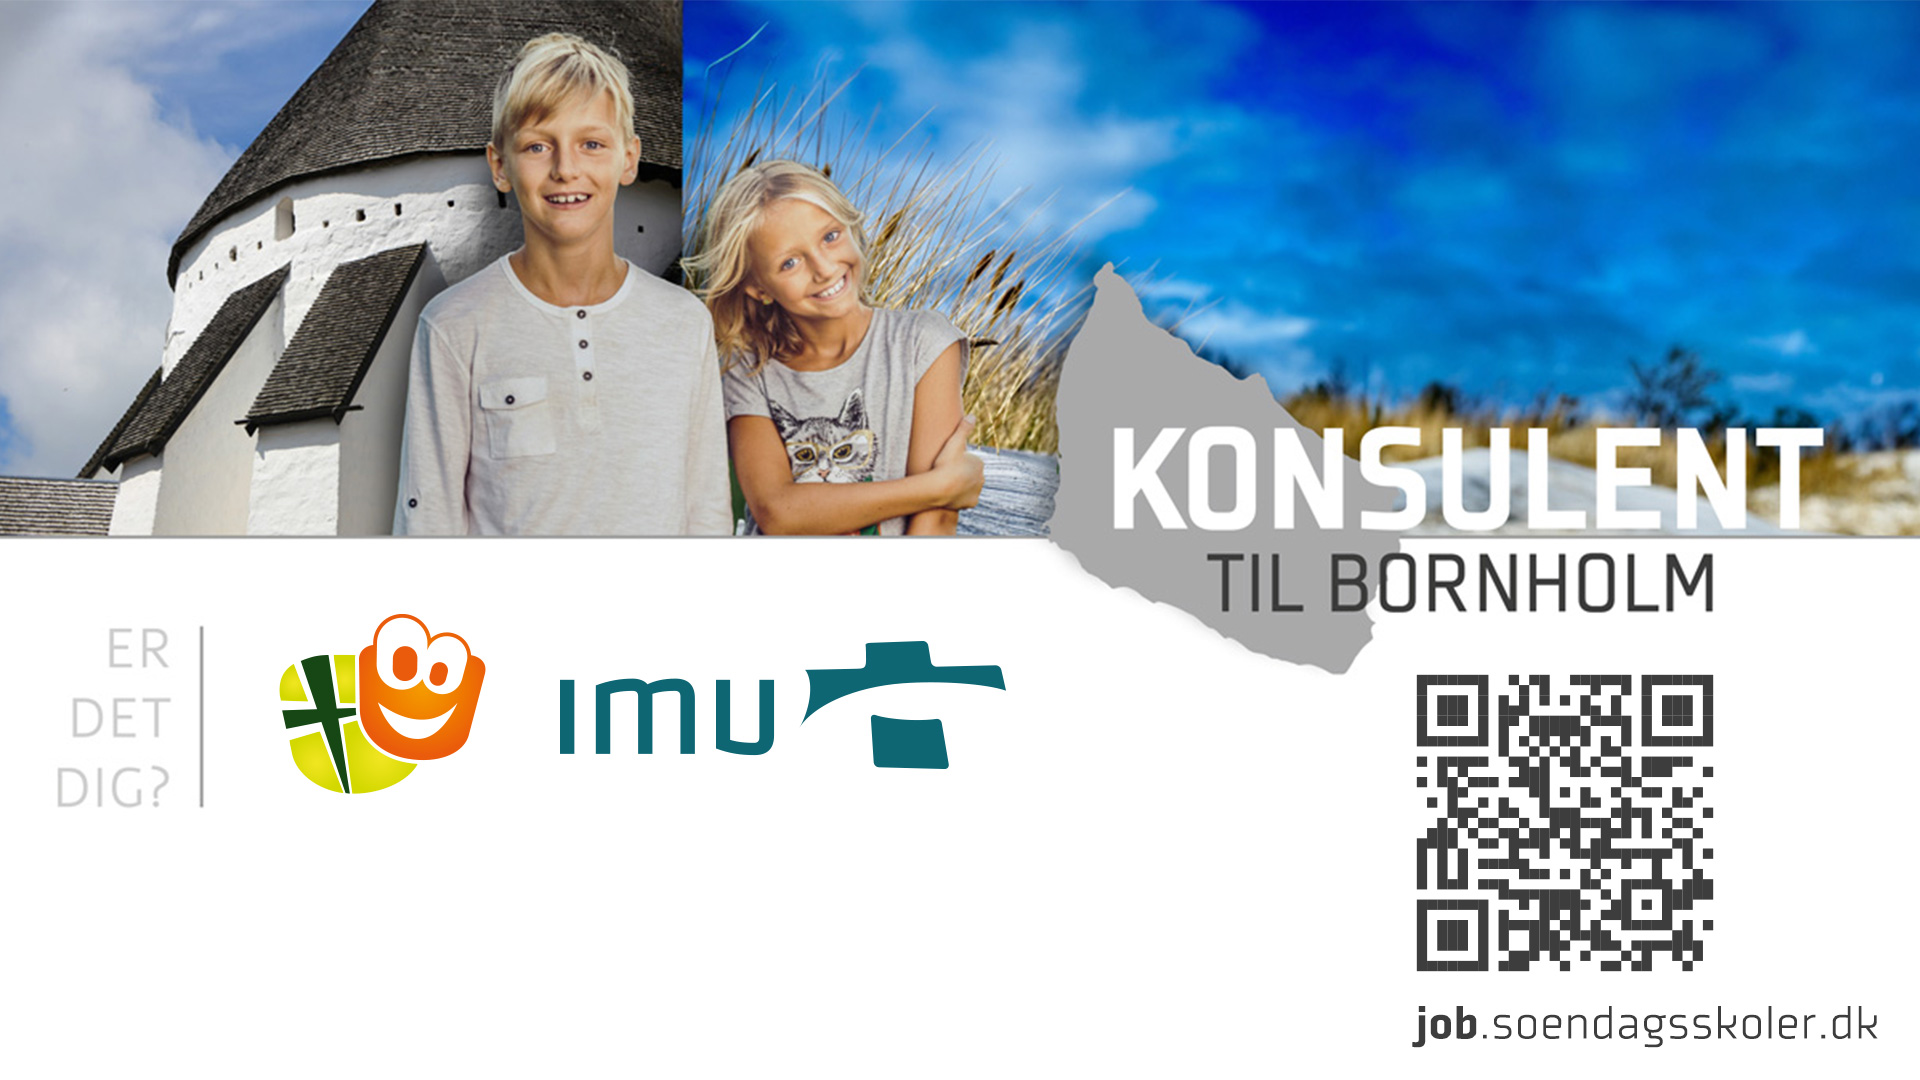 KONSULENT
TIL BORNHOLM
ER
DET
DIG?
IMU
job.soendagsskoler.dk